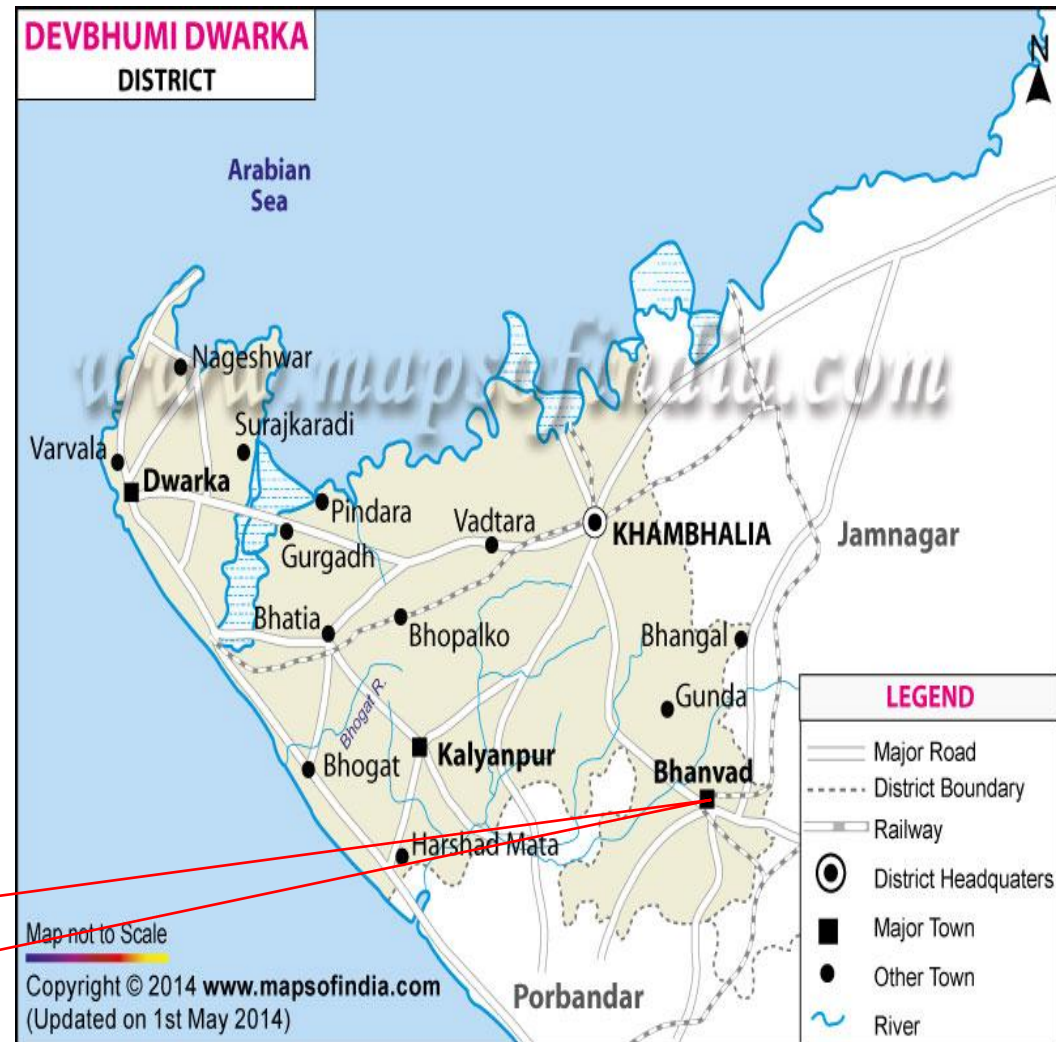 DEVBHUMI DWARKA
DISTRICT
N
Arabian
Sea
www.mapsofindia.com
Nageshwar
Surajkaradi
Varvala
Dwarka
Pindara
Vadtara
KHAMBHALIA
Jamnagar
Gurgadh
Bhatia
Bhopalko
Bhangal
Gunda
Bhogat R.
Kalyanpur
Bhogat
Bhanvad
Harshad Mata
Porbandar
LEGEND
Major Road
District Boundary
Railway
District Headquaters
Major Town
Other Town
River
Map not to Scale
Copyright © 2014 www.mapsofindia.com
(Updated on 1st May 2014)